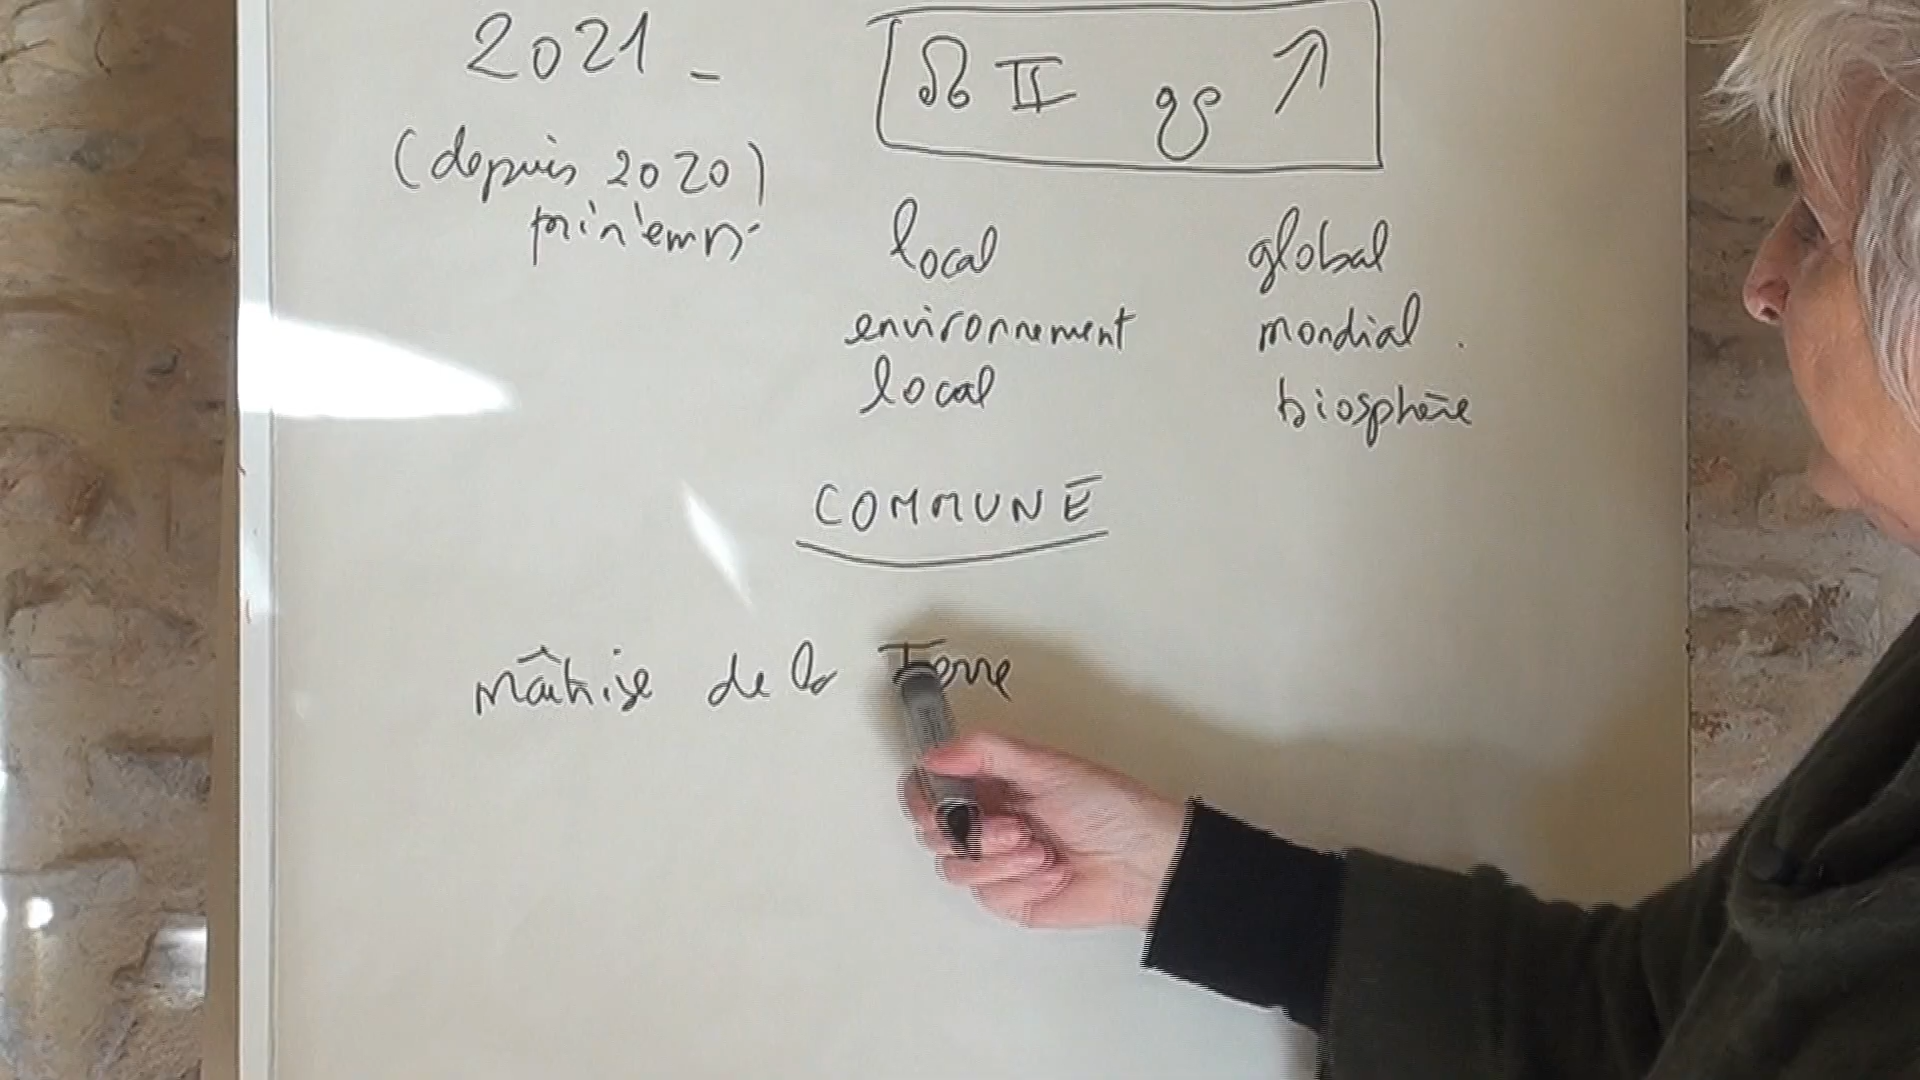 2021 -
(depuis 2020)
printemps
☊ II ☋ ↗
local global
environnement mondial.
local biosphère
COMMUNE
maîtrise de la Terre